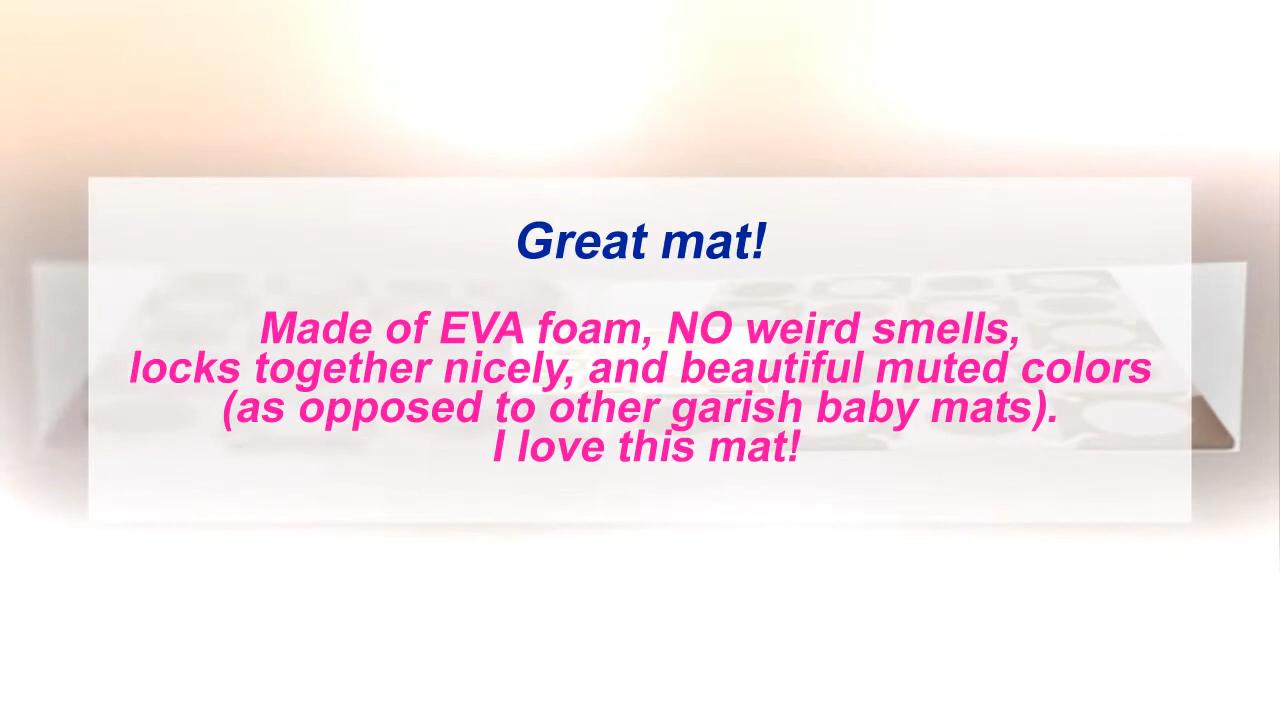 Great mat!
Made of EVA foam, NO weird smells,
locks together nicely, and beautiful muted colors
(as opposed to other garish baby mats).
I love this mat!